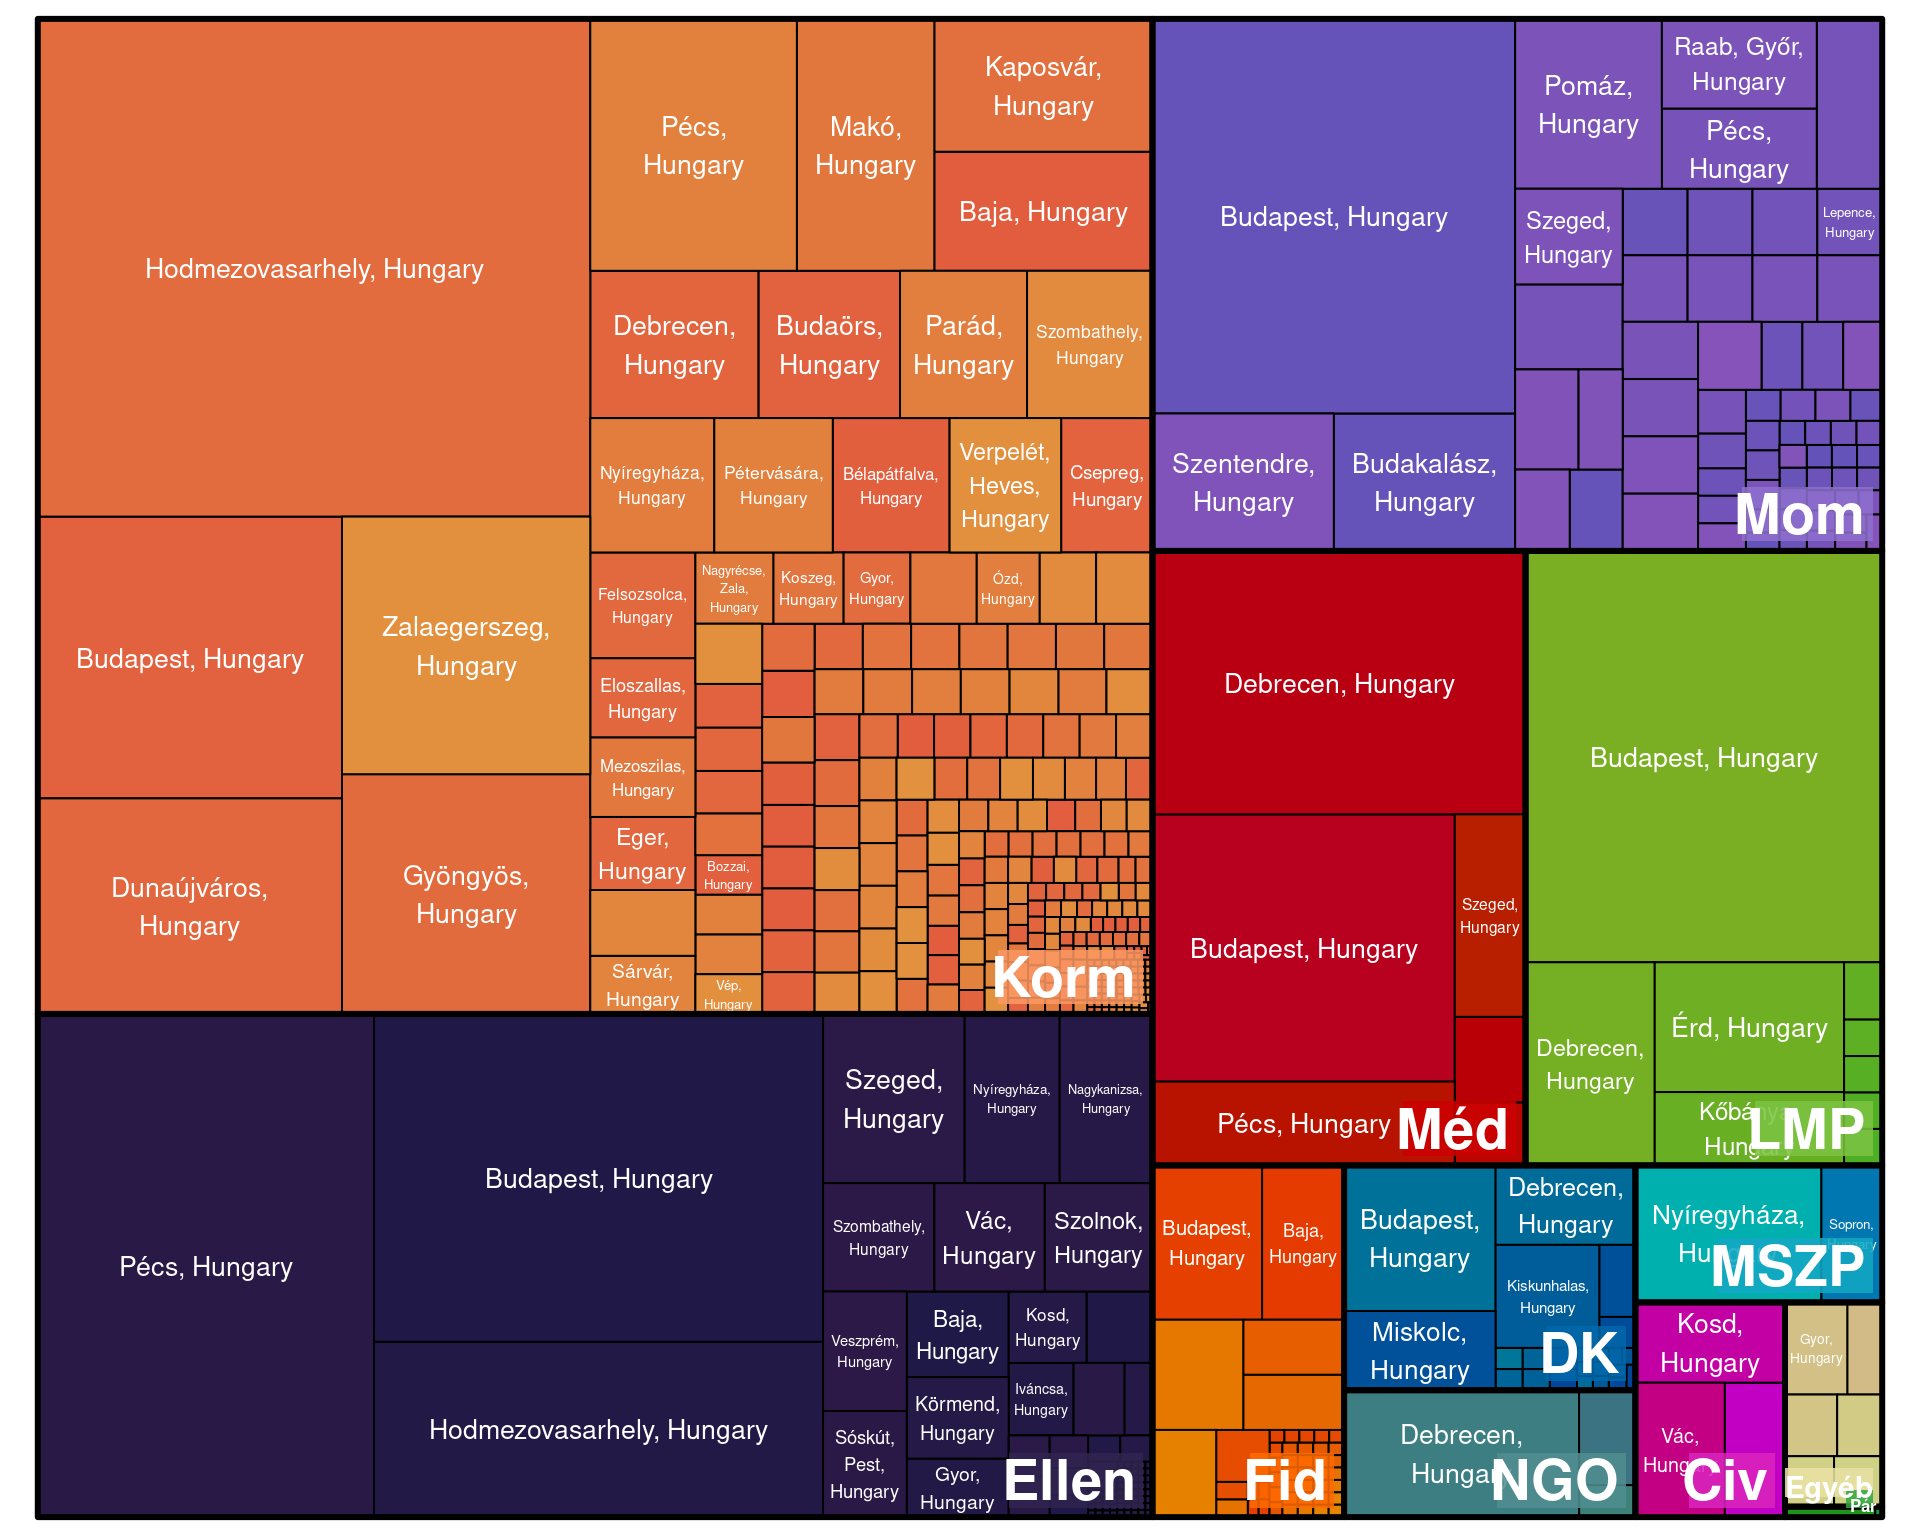 Hodmezovasarhely, Hungary
Pécs,
Hungary
Makó,
Hungary
Kaposvár,
Hungary
Baja, Hungary
Debrecen,
Hungary
Budaörs,
Hungary
Parád,
Hungary
Szombathely,
Hungary
Nyíregyháza,
Hungary
Pétervására,
Hungary
Bélapátfalva,
Hungary
Verpelét,
Heves,
Hungary
Csepreg,
Hungary
Budapest, Hungary
Zalaegerszeg,
Hungary
Dunaújváros,
Hungary
Gyöngyös,
Hungary
Felsozsolca,
Hungary
Nagyrécse,
Zala,
Hungary
Koszeg,
Hungary
Gyor,
Hungary
Ózd,
Hungary
Eloszallas,
Hungary
Mezoszilas,
Hungary
Eger,
Hungary
Bozzai,
Hungary
Sárvár,
Hungary
Vép,
Hungary
Korm
Budapest, Hungary
Pomáz,
Hungary
Raab, Győr,
Hungary
Pécs,
Hungary
Szeged,
Hungary
Lepence,
Hungary
Szentendre,
Hungary
Budakalász,
Hungary
Mom
Debrecen, Hungary
Budapest, Hungary
Szeged,
Hungary
Pécs, Hungary
Méd
Budapest, Hungary
Debrecen,
Hungary
Érd, Hungary
Kőbánya,
Hungary
LMP
Pécs, Hungary
Budapest, Hungary
Hodmezovasarhely, Hungary
Szeged,
Hungary
Nyíregyháza,
Hungary
Nagykanizsa,
Hungary
Szombathely,
Hungary
Vác,
Hungary
Szolnok,
Hungary
Veszprém,
Hungary
Baja,
Hungary
Kosd,
Hungary
Körmend,
Hungary
Iváncsa,
Hungary
Sóskút,
Pest,
Hungary
Gyor,
Hungary
Ellen
Budapest,
Hungary
Baja,
Hungary
Fid
Budapest,
Hungary
Debrecen,
Hungary
Kiskunhalas,
Hungary
Miskolc,
Hungary
DK
Debrecen,
Hungary
NGO
Nyíregyháza,
Hungary
Sopron,
Hungary
MSZP
Kosd,
Hungary
Vác,
Hungary
Civ
Gyor,
Hungary
Egyéb
Pár